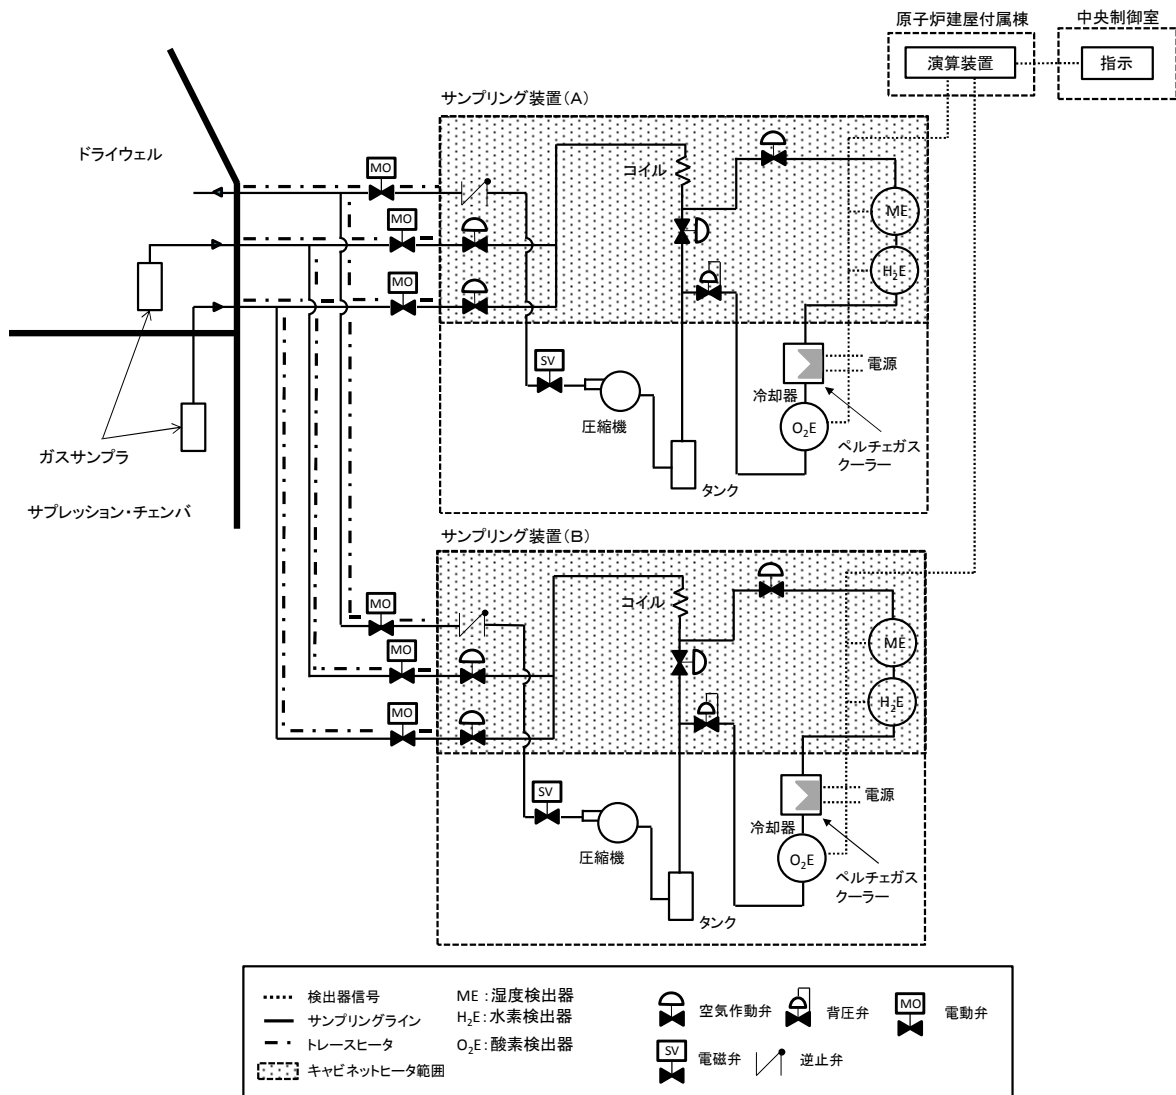 原子炉建屋付属棟
中央制御室
演算装置
指示
サンプリング装置(A)
ドライウェル
MO
コイル
MO
ME
MO
H₂E
SV
電源
冷却器
圧縮機
O₂E
ペルチェガス
クーラー
ガスサンプラ
タンク
サプレッション・チェンバ
サンプリング装置(B)
MO
コイル
MO
ME
MO
H₂E
SV
電源
冷却器
圧縮機
O₂E
ペルチェガス
クーラー
タンク
検出器信号
サンプリングライン
トレースヒータ
キャビネットヒータ範囲
ME：湿度検出器
H₂E：水素検出器
O₂E：酸素検出器
空気作動弁
背圧弁
MO
電動弁
SV
電磁弁
逆止弁